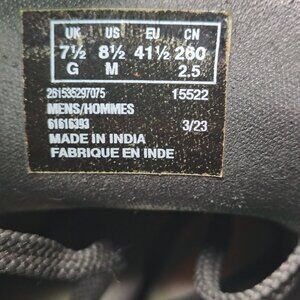 UK US EU CN
7½ 8½ 41½ 260
G M 2.5
261535297075 15522
MENS/HOMMES
61616393 3/23
MADE IN INDIA
FABRIQUE EN INDE